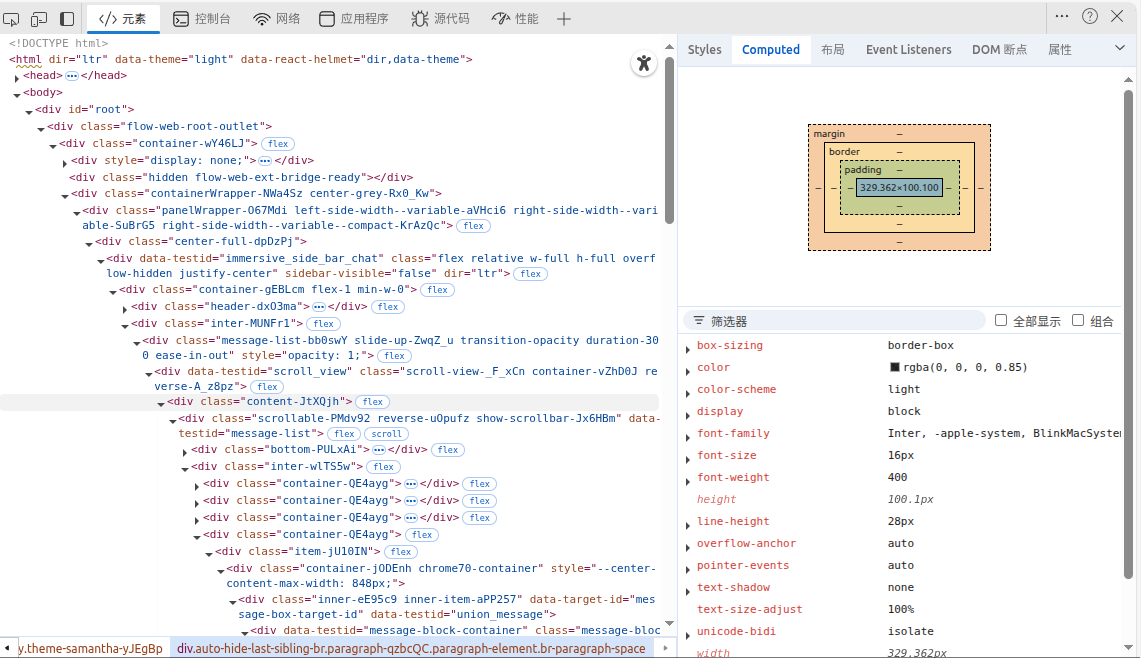 </> 元素 控制台 网络 应用程序 源代码 性能
<!DOCTYPE html>
<html dir="ltr" data-theme="light" data-react-helmet="dir,data-theme">
<head>…</head>
<body>
<div id="root">
<div class="flow-web-root-outlet">
<div class="container-wY46LJ"> flex
<div style="display: none;">…</div>
<div class="hidden flow-web-ext-bridge-ready"></div>
<div class="containerWrapper-NWa4Sz center-grey-Rx0_Kw">
<div class="panelWrapper-O67Mdi left-side-width--variable-aVHci6 right-side-width--vari
able-SuBrG5 right-side-width--variable--compact-KrAzQc"> flex
<div class="center-full-dpDzPj">
<div data-testid="immersive_side_bar_chat" class="flex relative w-full h-full overf
low-hidden justify-center" sidebar-visible="false" dir="ltr"> flex
<div class="container-gEBLcm flex-1 min-w-0"> flex
<div class="header-dxO3ma">…</div> flex
<div class="inter-MUNFr1"> flex
<div class="message-list-bb0swY slide-up-ZwqZ_u transition-opacity duration-30
0 ease-in-out" style="opacity: 1;"> flex
<div data-testid="scroll_view" class="scroll-view-_F_xCn container-vZhD0J re
verse-A_z8pz"> flex
<div class="content-JtXQjh"> flex
<div class="scrollable-PMdv92 reverse-uOpufz show-scrollbar-Jx6HBm" data-
testid="message-list"> flex scroll
<div class="bottom-PULxAi">…</div> flex
<div class="inter-wlTS5w"> flex
<div class="container-QE4ayg">…</div> flex
<div class="container-QE4ayg">…</div> flex
<div class="container-QE4ayg">…</div> flex
<div class="container-QE4ayg"> flex
<div class="item-jU10IN"> flex
<div class="container-jODEnh chrome70-container" style="--center-
content-max-width: 848px;">
<div class="inner-eE95c9 inner-item-aPP257" data-target-id="mes
sage-box-target-id" data-testid="union_message">
<div data-testid="message-block-container" class="message-bloc
y.theme-samantha-yJEgBp div.auto-hide-last-sibling-br.paragraph-qzbcQC.paragraph-element.br-paragraph-space
Styles Computed 布局 Event Listeners DOM 断点 属性
margin –
border –
padding –
– – – 329.362×100.100 – – –
–
–
–
筛选器 全部显示 组合
box-sizing border-box
color rgba(0, 0, 0, 0.85)
color-scheme light
display block
font-family Inter, -apple-system, BlinkMacSyste
font-size 16px
font-weight 400
height 100.1px
line-height 28px
overflow-anchor auto
pointer-events auto
text-shadow none
text-size-adjust 100%
unicode-bidi isolate
width 329.362px